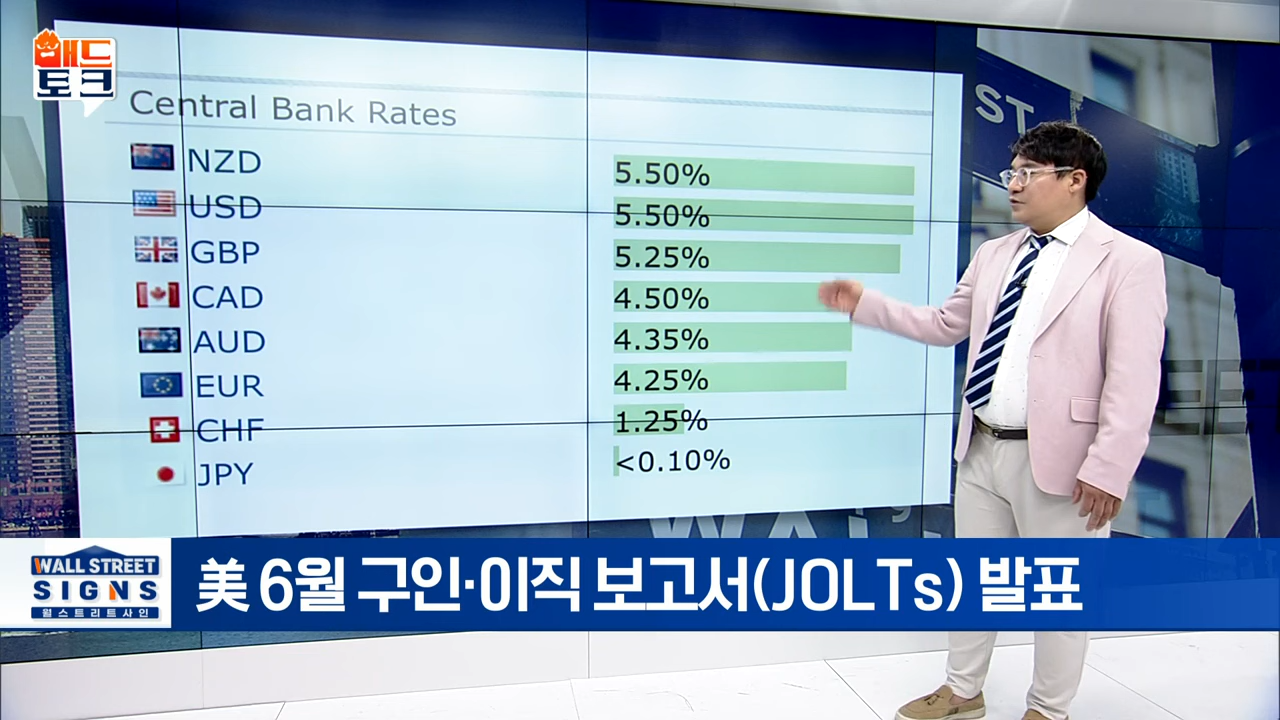 매드
토크
Central Bank Rates
NZD 5.50%
USD 5.50%
GBP 5.25%
CAD 4.50%
AUD 4.35%
EUR 4.25%
CHF 1.25%
JPY <0.10%
ST
WALL STREET
SIGNS
월스트리트사인
美 6월 구인·이직 보고서(JOLTs) 발표